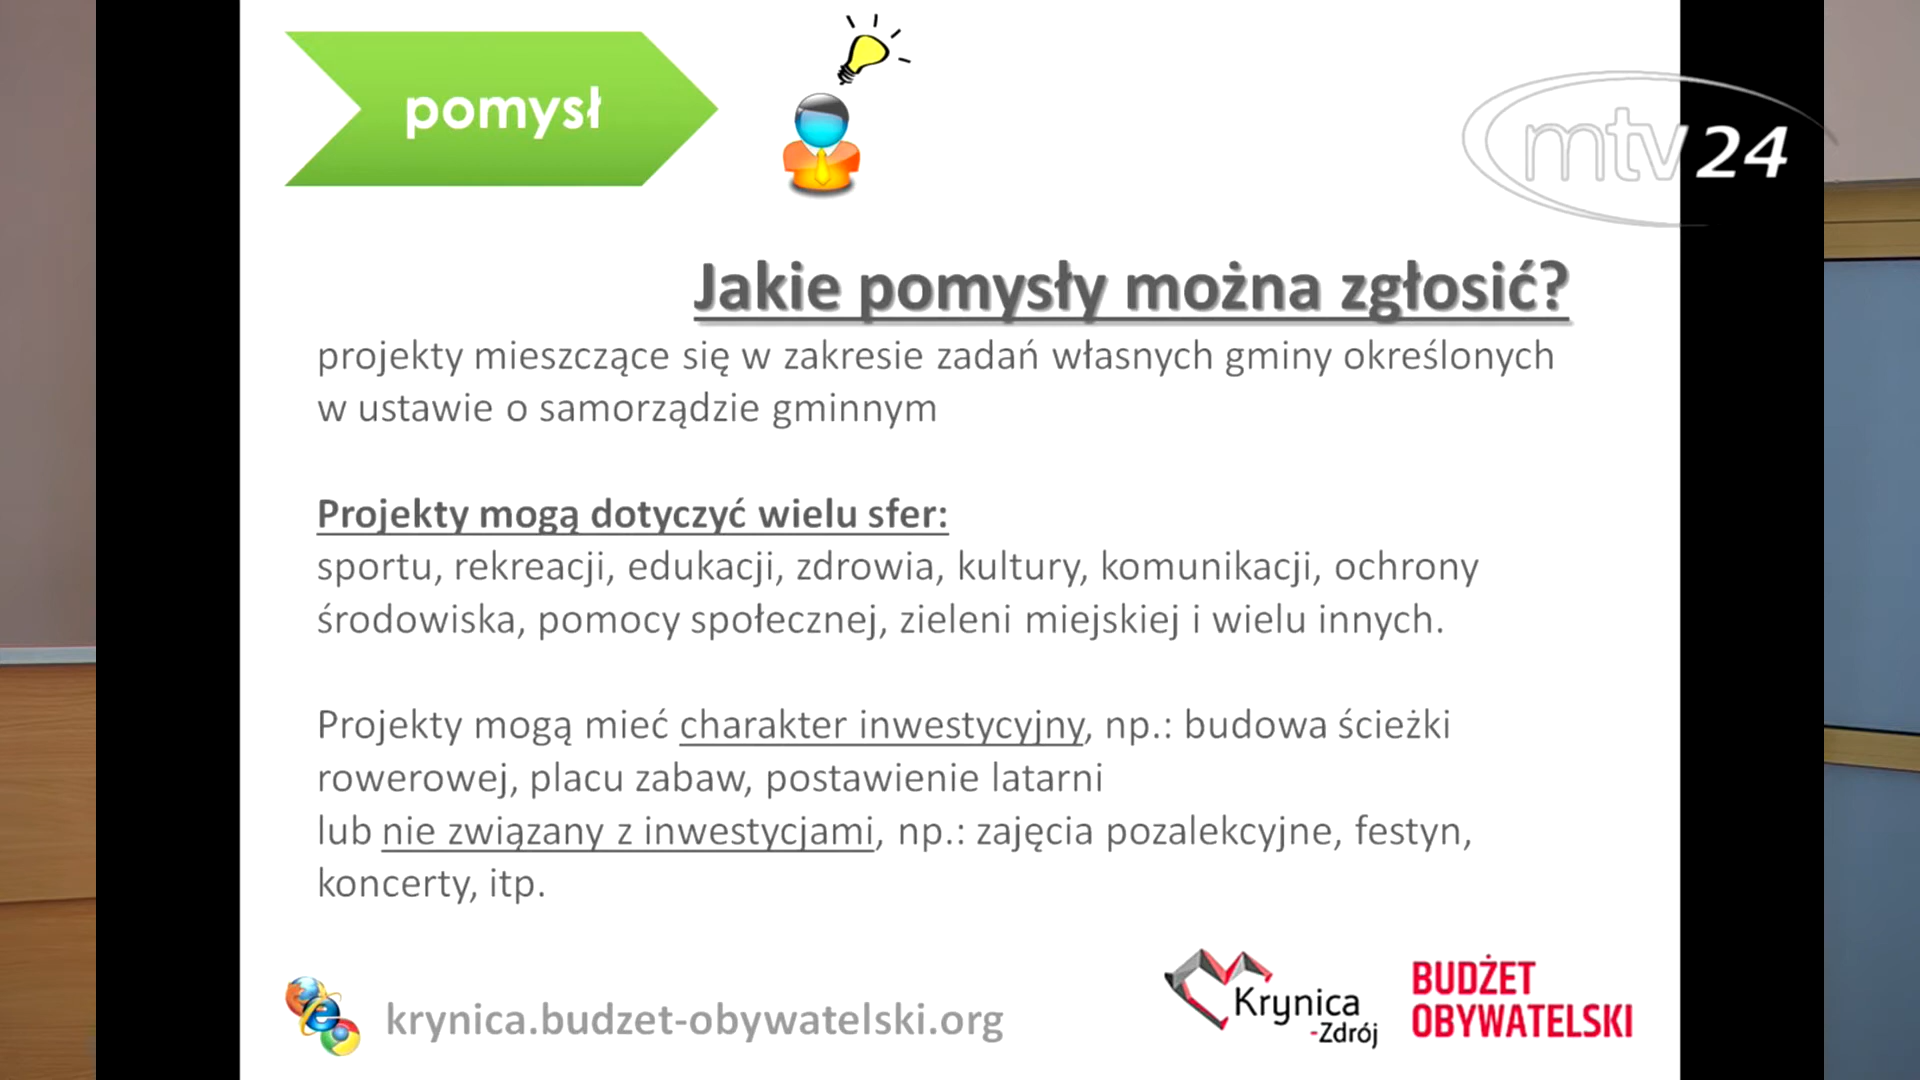 pomysł
mtv24
Jakie pomysły można zgłosić?
projekty mieszczące się w zakresie zadań własnych gminy określonych
w ustawie o samorządzie gminnym
Projekty mogą dotyczyć wielu sfer:
sportu, rekreacji, edukacji, zdrowia, kultury, komunikacji, ochrony
środowiska, pomocy społecznej, zieleni miejskiej i wielu innych.
Projekty mogą mieć charakter inwestycyjny, np.: budowa ścieżki
rowerowej, placu zabaw, postawienie latarni
lub nie związany z inwestycjami, np.: zajęcia pozalekcyjne, festyn,
koncerty, itp.
krynica.budzet-obywatelski.org
Krynica
-Zdrój
BUDŻET
OBYWATELSKI